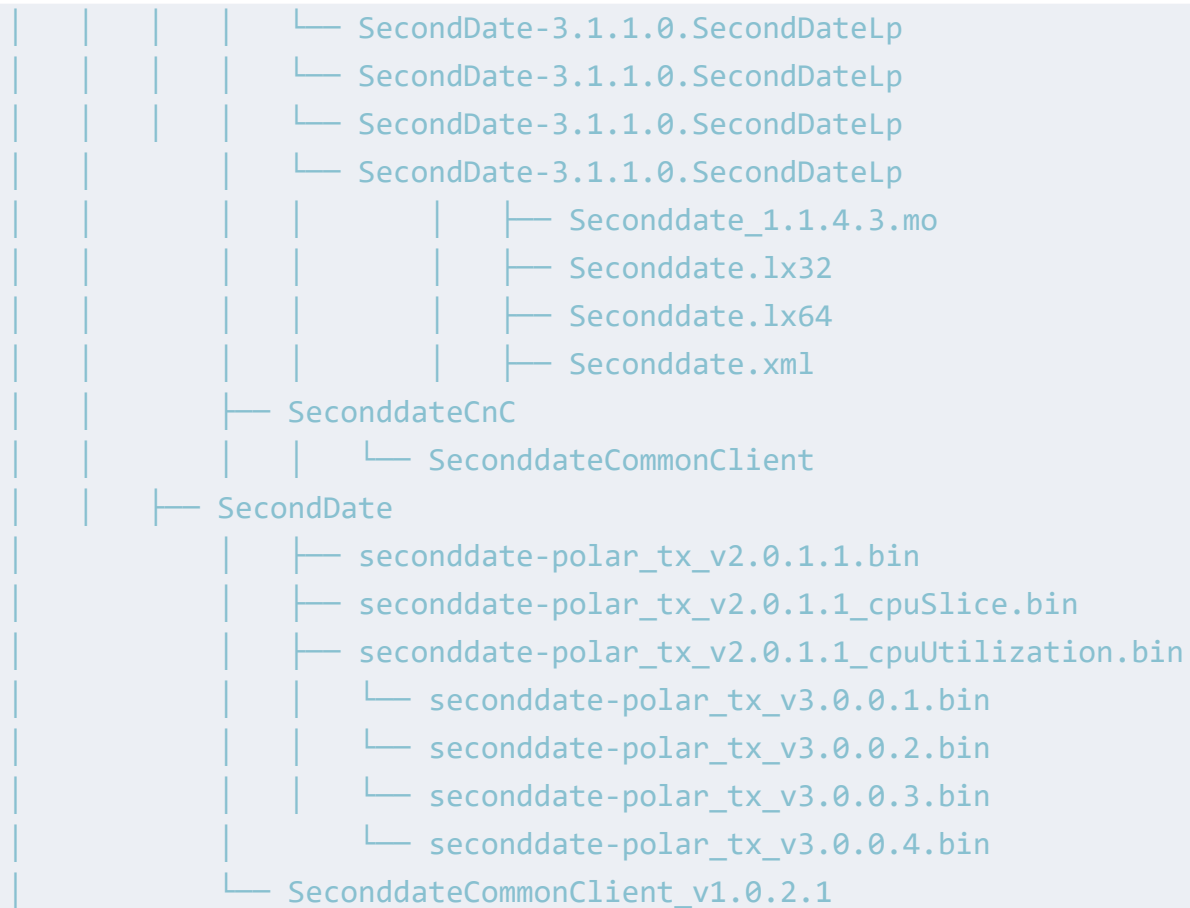 │ │ │ │ └── SecondDate-3.1.1.0.SecondDateLp
│ │ │ │ └── SecondDate-3.1.1.0.SecondDateLp
│ │ │ │ └── SecondDate-3.1.1.0.SecondDateLp
│ │ │ └── SecondDate-3.1.1.0.SecondDateLp
│ │ │ │ │ ├── Seconddate_1.1.4.3.mo
│ │ │ │ │ ├── Seconddate.lx32
│ │ │ │ │ ├── Seconddate.lx64
│ │ │ │ │ ├── Seconddate.xml
│ │ ├── SeconddateCnC
│ │ │ │ └── SeconddateCommonClient
│ │ ├── SecondDate
│ │ ├── seconddate-polar_tx_v2.0.1.1.bin
│ │ ├── seconddate-polar_tx_v2.0.1.1_cpuSlice.bin
│ │ ├── seconddate-polar_tx_v2.0.1.1_cpuUtilization.bin
│ │ │ └── seconddate-polar_tx_v3.0.0.1.bin
│ │ │ └── seconddate-polar_tx_v3.0.0.2.bin
│ │ │ └── seconddate-polar_tx_v3.0.0.3.bin
│ │ └── seconddate-polar_tx_v3.0.0.4.bin
│ └── SeconddateCommonClient_v1.0.2.1